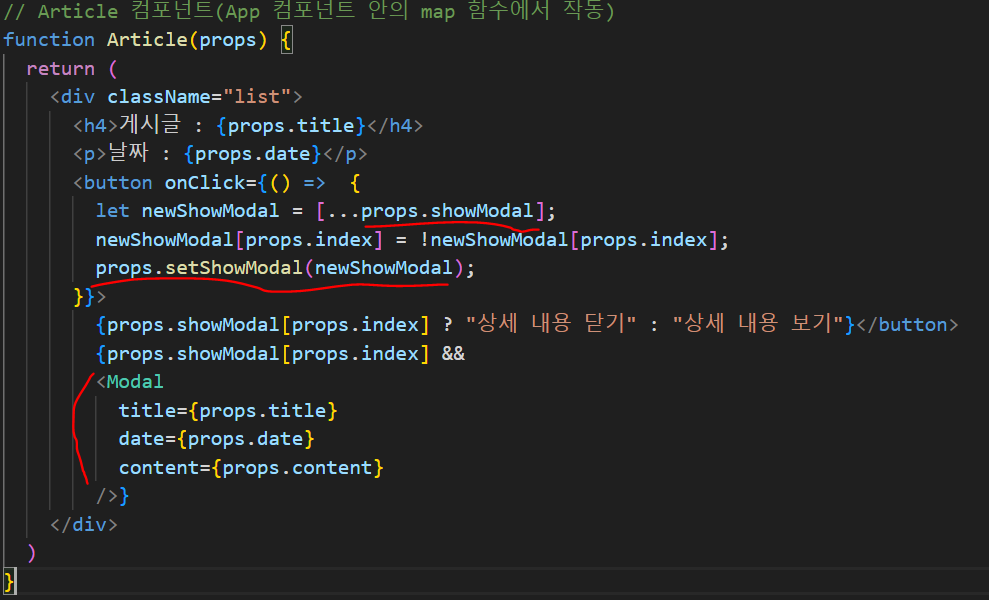 // Article 컴포넌트(App 컴포넌트 안의 map 함수에서 작동)
function Article(props) {
  return (
    <div className="list">
      <h4>게시글 : {props.title}</h4>
      <p>날짜 : {props.date}</p>
      <button onClick={() =>  {
        let newShowModal = [...props.showModal];
        newShowModal[props.index] = !newShowModal[props.index];
        props.setShowModal(newShowModal);
      }}>
        {props.showModal[props.index] ? "상세 내용 닫기" : "상세 내용 보기"}</button>
        {props.showModal[props.index] &&
        <Modal
          title={props.title}
          date={props.date}
          content={props.content}
        />}
    </div>
  )
}